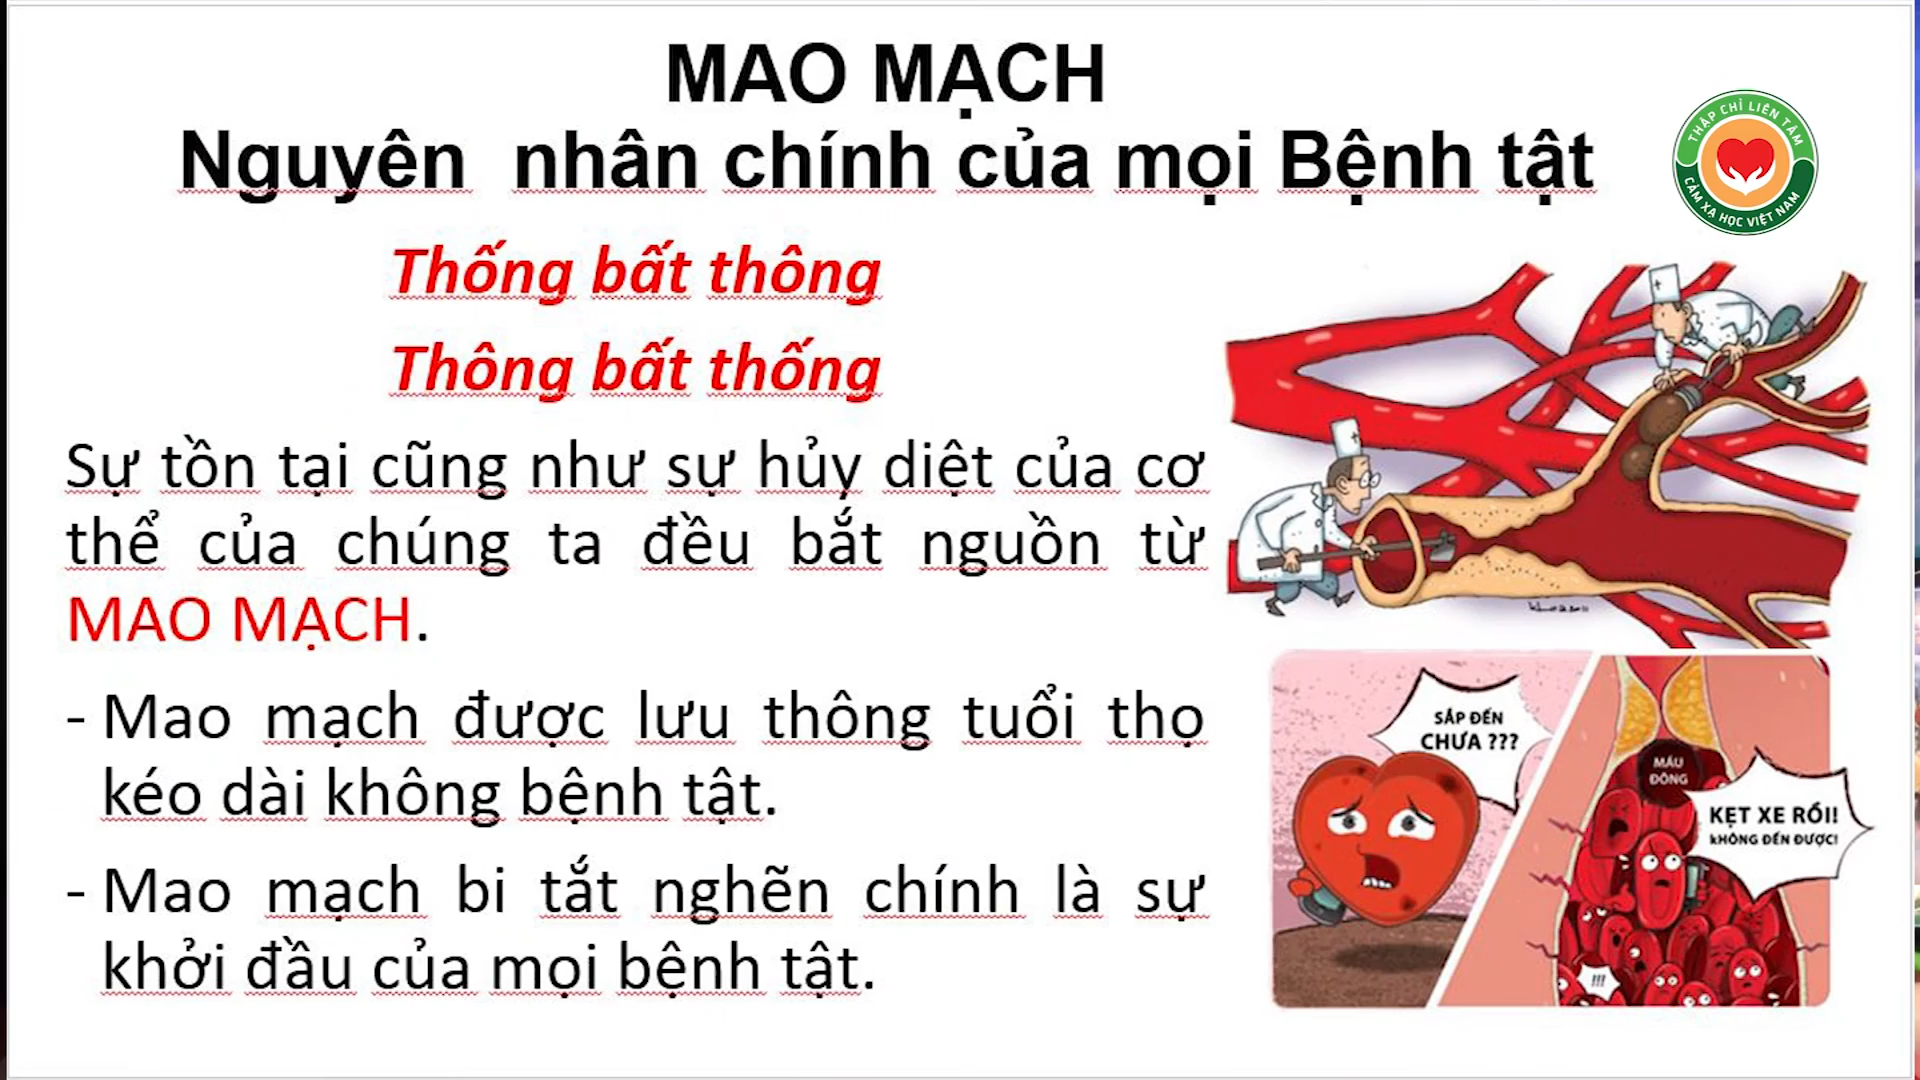 MAO MẠCH
Nguyên nhân chính của mọi Bệnh tật
THẬP CHỈ LIÊN TÂM
CẢM XẠ HỌC VIỆT NAM
Thống bất thông
Thông bất thống
Sự tồn tại cũng như sự hủy diệt của cơ
thể của chúng ta đều bắt nguồn từ
MAO MẠCH.
- Mao mạch được lưu thông tuổi thọ
kéo dài không bệnh tật.
- Mao mạch bi tắt nghẽn chính là sự
khởi đầu của mọi bệnh tật.
SẮP ĐẾN
CHƯA ???
MÁU
ĐÔNG
KẸT XE RỒI!
KHÔNG ĐẾN ĐƯỢC!
!!!